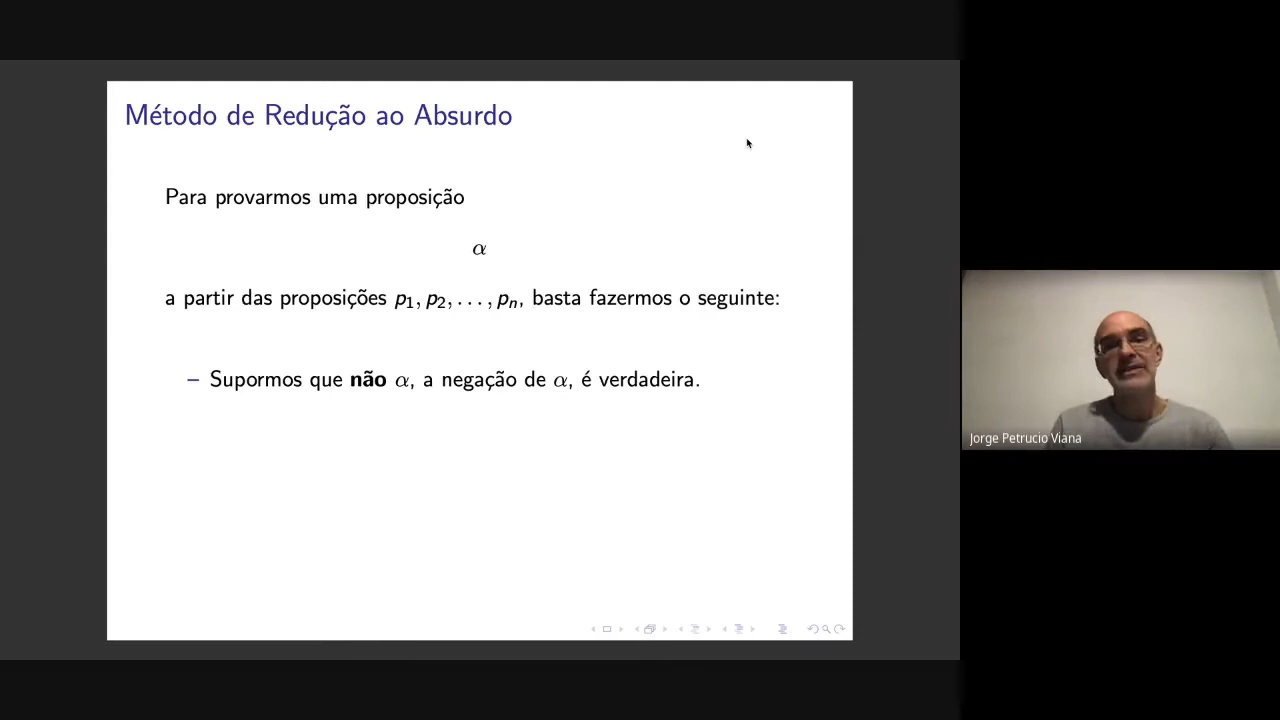 Método de Redução ao Absurdo
Para provarmos uma proposição
α
a partir das proposições p₁, p₂, . . . , pₙ, basta fazermos o seguinte:
– Supormos que não α, a negação de α, é verdadeira.
Jorge Petrucio Viana